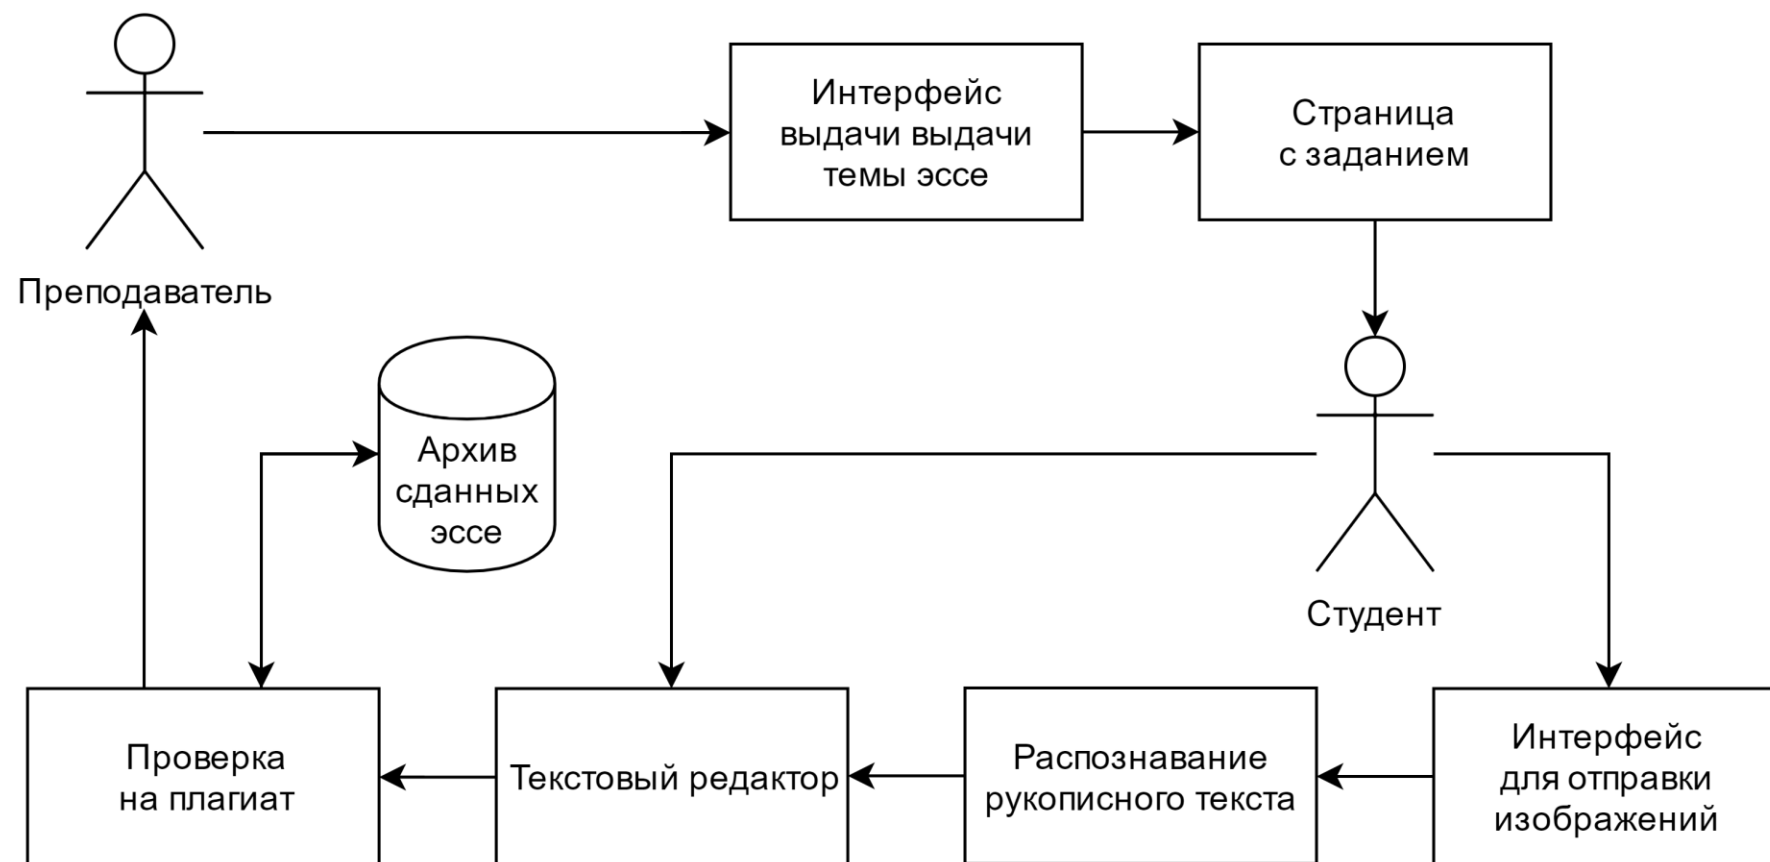 Интерфейс
выдачи выдачи
темы эссе
Страница
с заданием
Преподаватель
Архив
сданных
эссе
Студент
Проверка
на плагиат
Текстовый редактор
Распознавание
рукописного текста
Интерфейс
для отправки
изображений